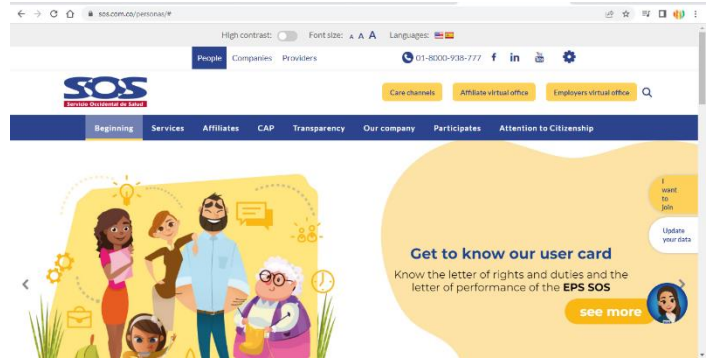 sos.com.co/personas/#
High contrast: Font size: A A A Languages:
People Companies Providers 01-8000-938-777 f in You
SOS
Servicio Occidental de Salud
Care channels Affiliate virtual office Employers virtual office
Beginning Services Affiliates CAP Transparency Our company Participates Attention to Citizenship
I
want
to
join
Update
your data
Get to know our user card
Know the letter of rights and duties and the
letter of performance of the EPS SOS
see more